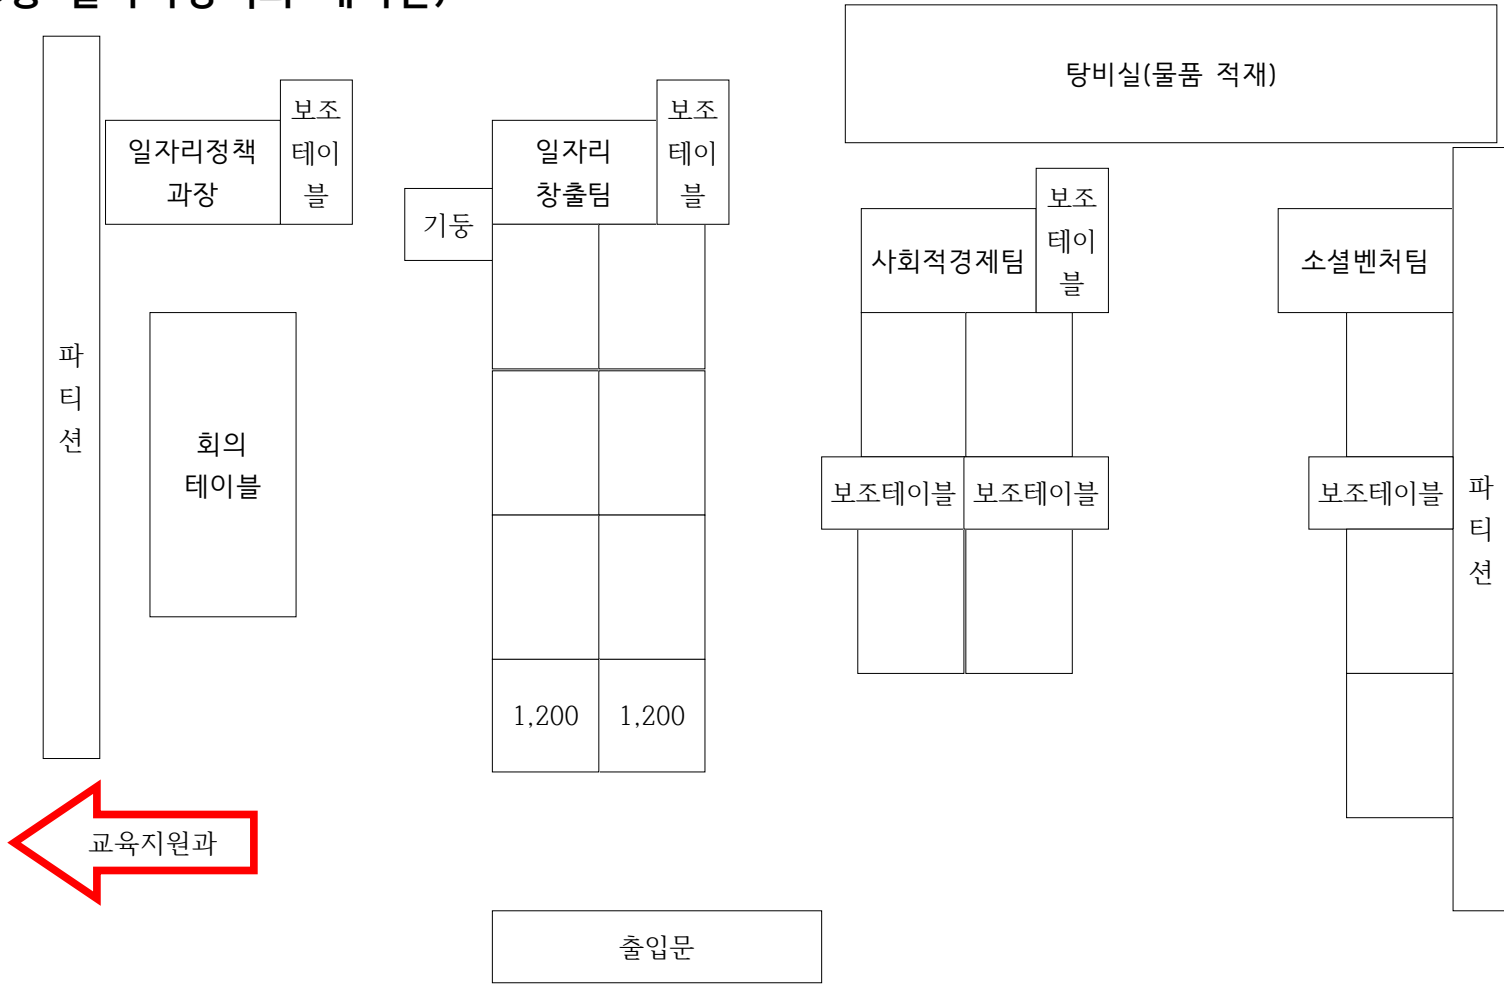 탕비실(물품 적재)
보조
테이
블
일자리정책
과장
보조
테이
블
일자리
창출팀
기둥
보조
테이
블
사회적경제팀
소셜벤처팀
파
티
션
회의
테이블
보조테이블
보조테이블
보조테이블
파
티
션
1,200
1,200
교육지원과
출입문